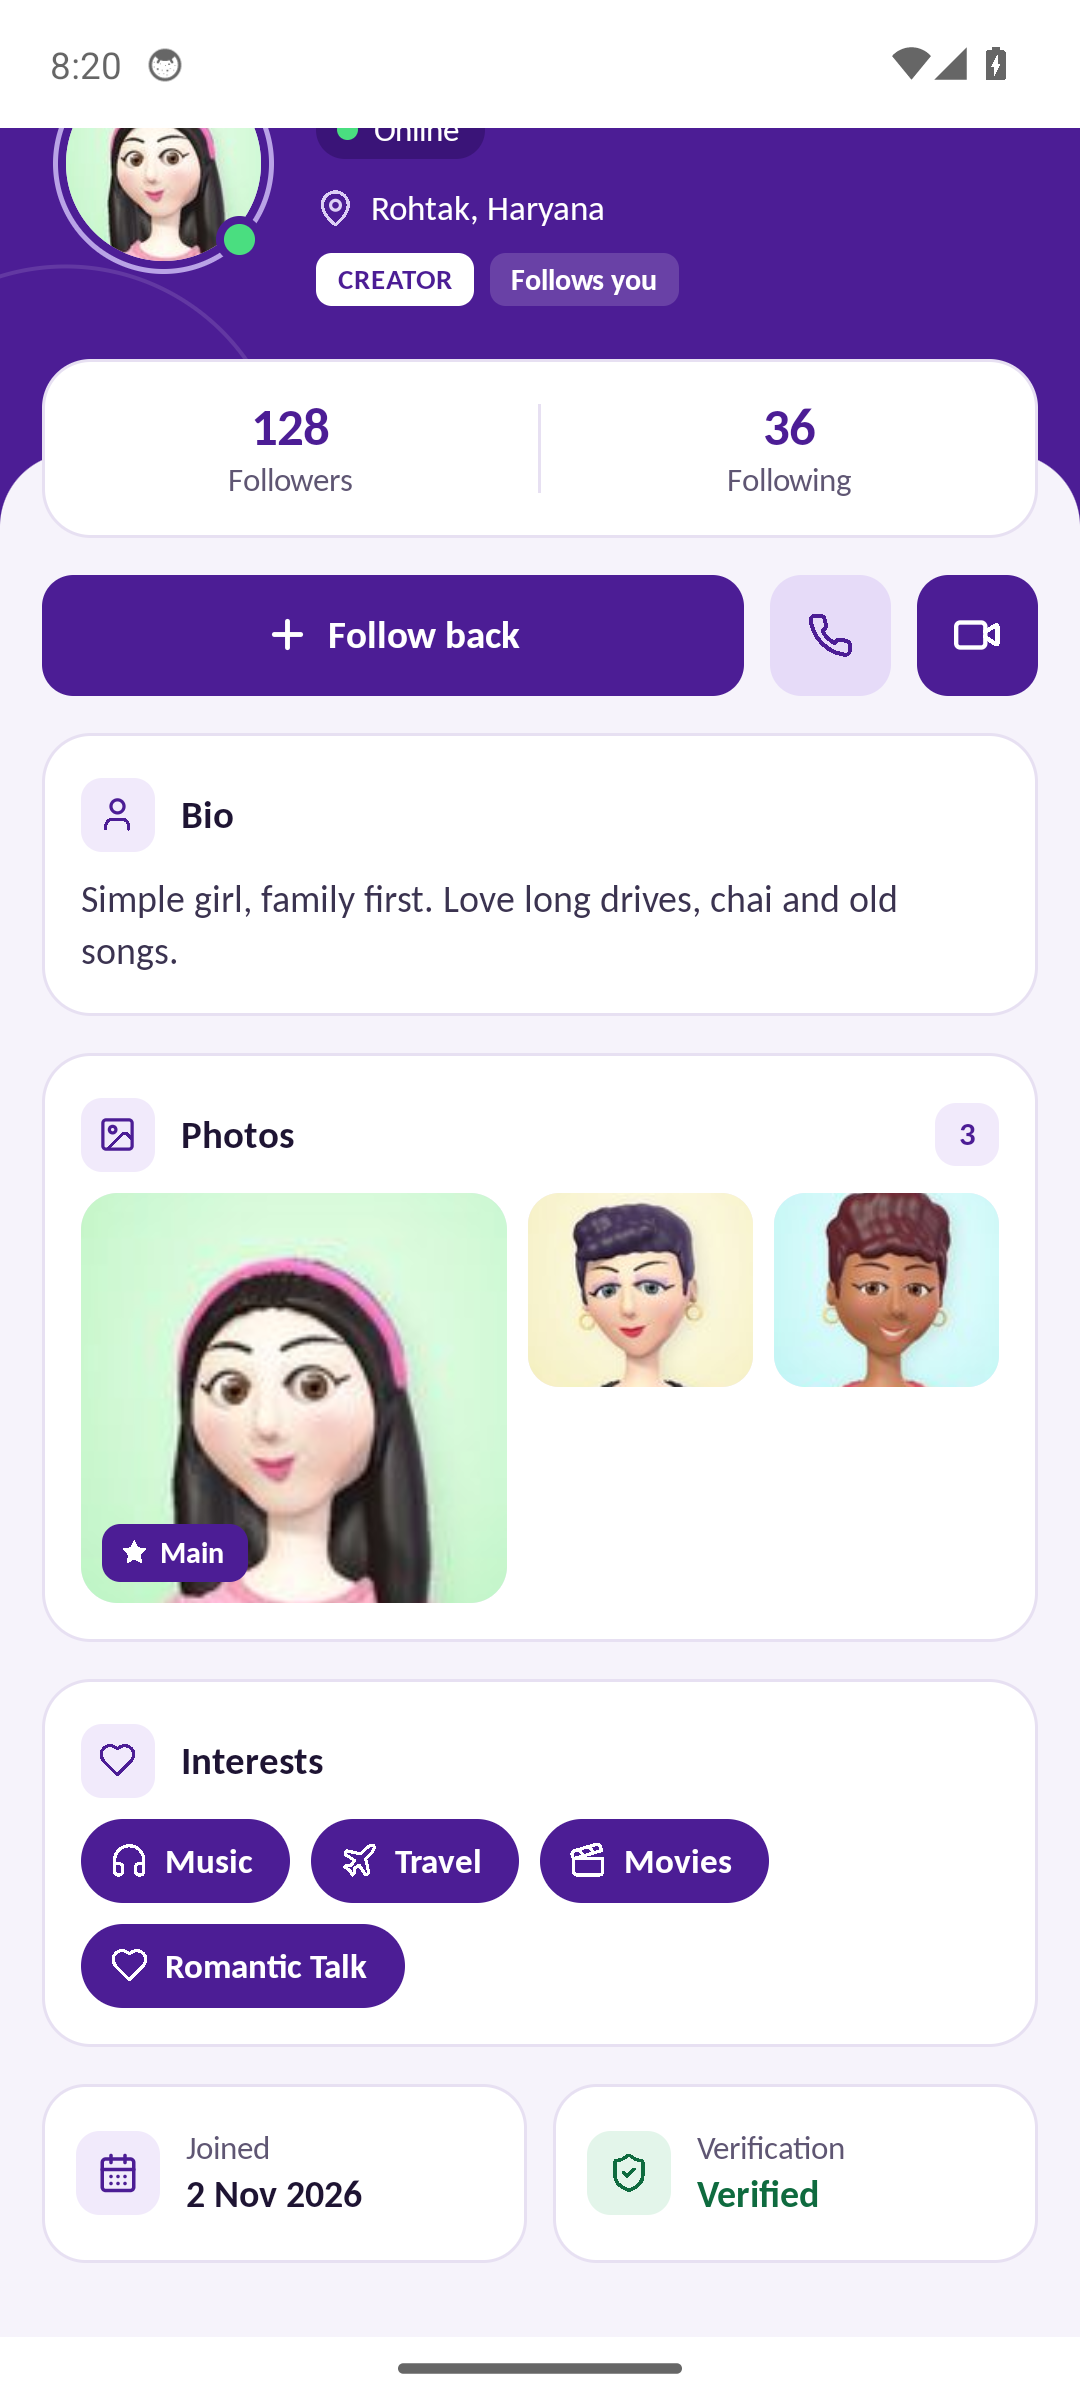 8:20
Online
Rohtak, Haryana
CREATOR
Follows you
128
Followers
36
Following
Follow back
Bio
Simple girl, family first. Love long drives, chai and old
songs.
Photos
3
Main
Interests
Music
Travel
Movies
Romantic Talk
Joined
2 Nov 2026
Verification
Verified